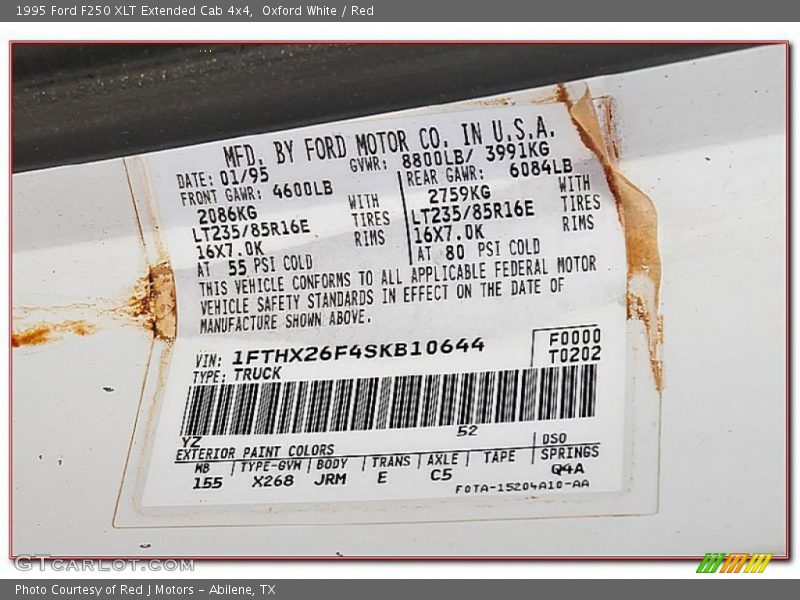 1995 Ford F250 XLT Extended Cab 4x4, Oxford White / Red
MFD. BY FORD MOTOR CO. IN U.S.A.
DATE: 01/95 GVWR: 8800LB/ 3991KG
FRONT GAWR: 4600LB REAR GAWR: 6084LB
2086KG WITH 2759KG WITH
LT235/85R16E TIRES LT235/85R16E TIRES
16X7.0K RIMS 16X7.0K RIMS
AT 55 PSI COLD AT 80 PSI COLD
THIS VEHICLE CONFORMS TO ALL APPLICABLE FEDERAL MOTOR
VEHICLE SAFETY STANDARDS IN EFFECT ON THE DATE OF
MANUFACTURE SHOWN ABOVE.
VIN: 1FTHX26F4SKB10644 F0000
TYPE: TRUCK T0202
YZ 52
EXTERIOR PAINT COLORS DSO
WB TYPE-GVW BODY TRANS AXLE TAPE SPRINGS
155 X268 JRM E C5 Q4A
F0TA-15204A10-AA
GTCARLOT.COM
Photo Courtesy of Red J Motors – Abilene, TX